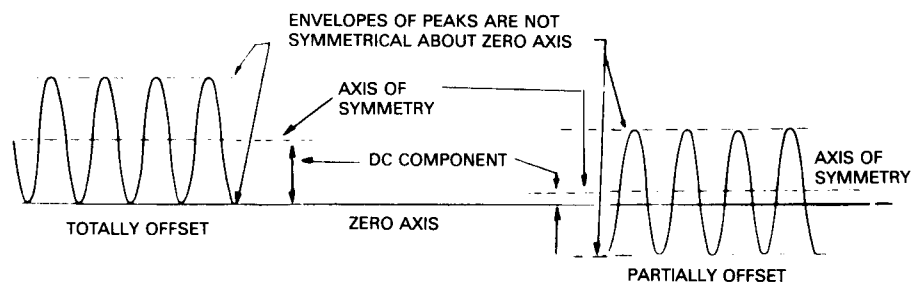 ENVELOPES OF PEAKS ARE NOT
SYMMETRICAL ABOUT ZERO AXIS
AXIS OF
SYMMETRY
DC COMPONENT
AXIS OF
SYMMETRY
TOTALLY OFFSET
ZERO AXIS
PARTIALLY OFFSET